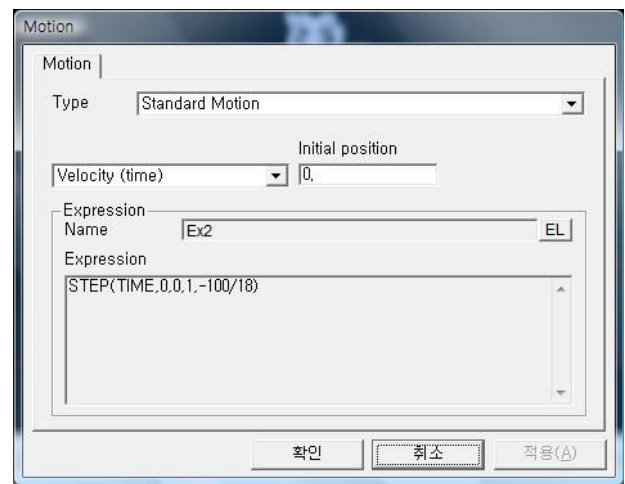 Motion
Motion
Type Standard Motion
Initial position
Velocity (time) 0,
Expression
Name Ex2 EL
Expression
STEP(TIME,0,0,1,-100/18)
확인 취소 적용(A)